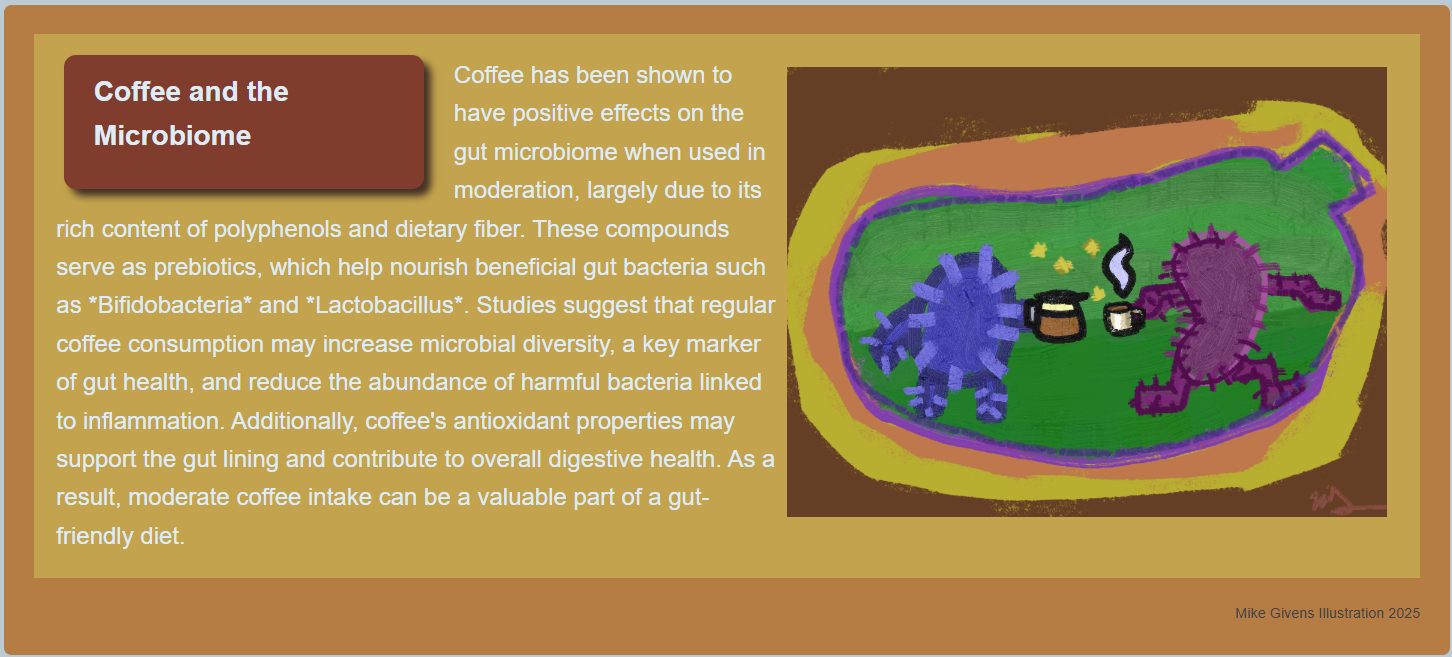 Coffee and the
Microbiome
Coffee has been shown to
have positive effects on the
gut microbiome when used in
moderation, largely due to its
rich content of polyphenols and dietary fiber. These compounds
serve as prebiotics, which help nourish beneficial gut bacteria such
as *Bifidobacteria* and *Lactobacillus*. Studies suggest that regular
coffee consumption may increase microbial diversity, a key marker
of gut health, and reduce the abundance of harmful bacteria linked
to inflammation. Additionally, coffee's antioxidant properties may
support the gut lining and contribute to overall digestive health. As a
result, moderate coffee intake can be a valuable part of a gut-
friendly diet.
Mike Givens Illustration 2025